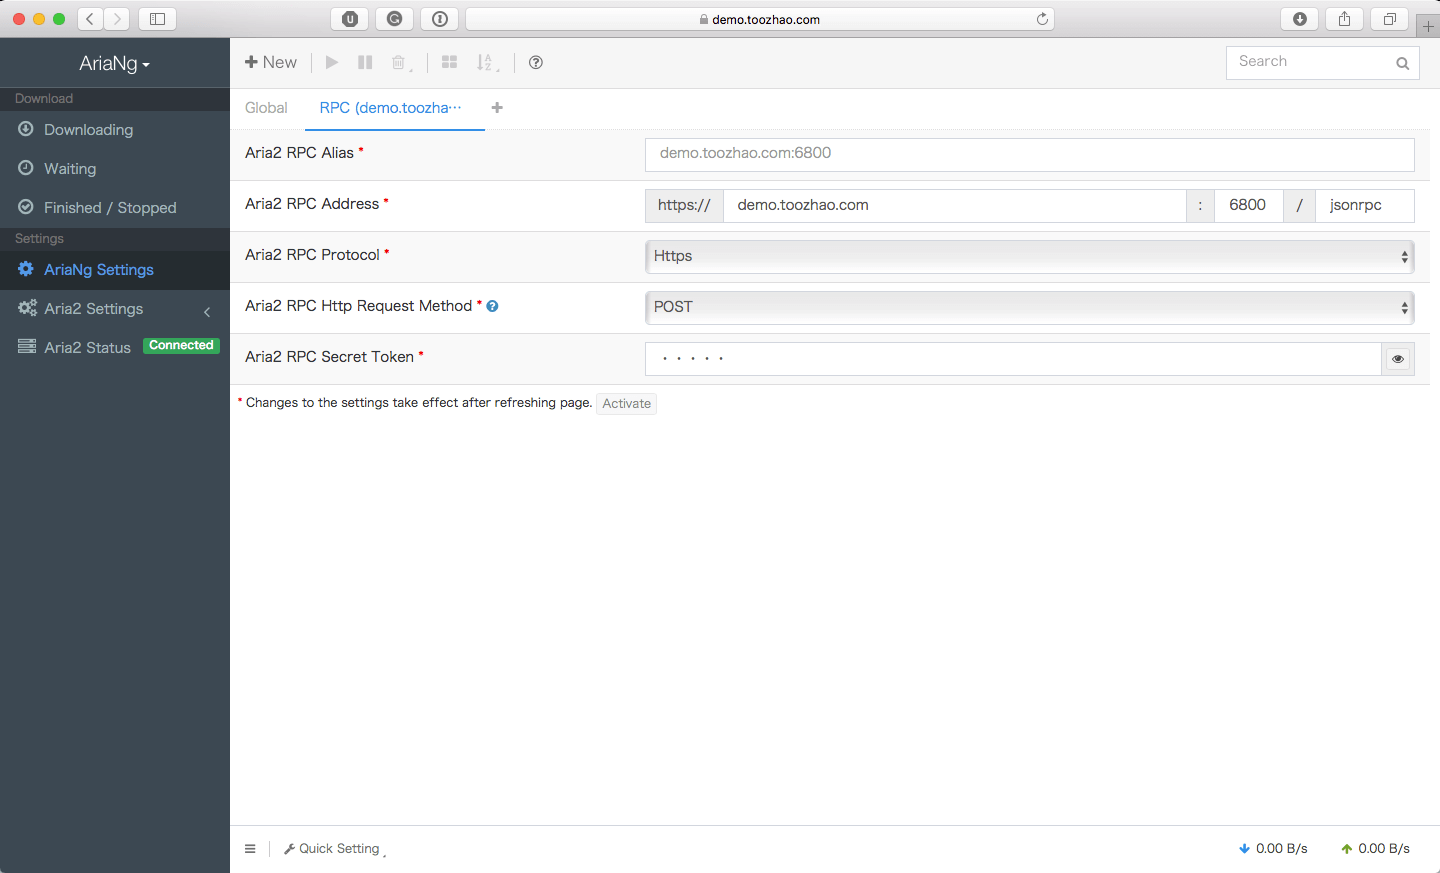 demo.toozhao.com
AriaNg
New
Search
Download
Downloading
Waiting
Finished / Stopped
Settings
AriaNg Settings
Aria2 Settings
Aria2 Status Connected
Global RPC (demo.toozha···
Aria2 RPC Alias * demo.toozhao.com:6800
Aria2 RPC Address * https:// demo.toozhao.com : 6800 / jsonrpc
Aria2 RPC Protocol * Https
Aria2 RPC Http Request Method * POST
Aria2 RPC Secret Token * •••••
* Changes to the settings take effect after refreshing page. Activate
Quick Setting
0.00 B/s 0.00 B/s